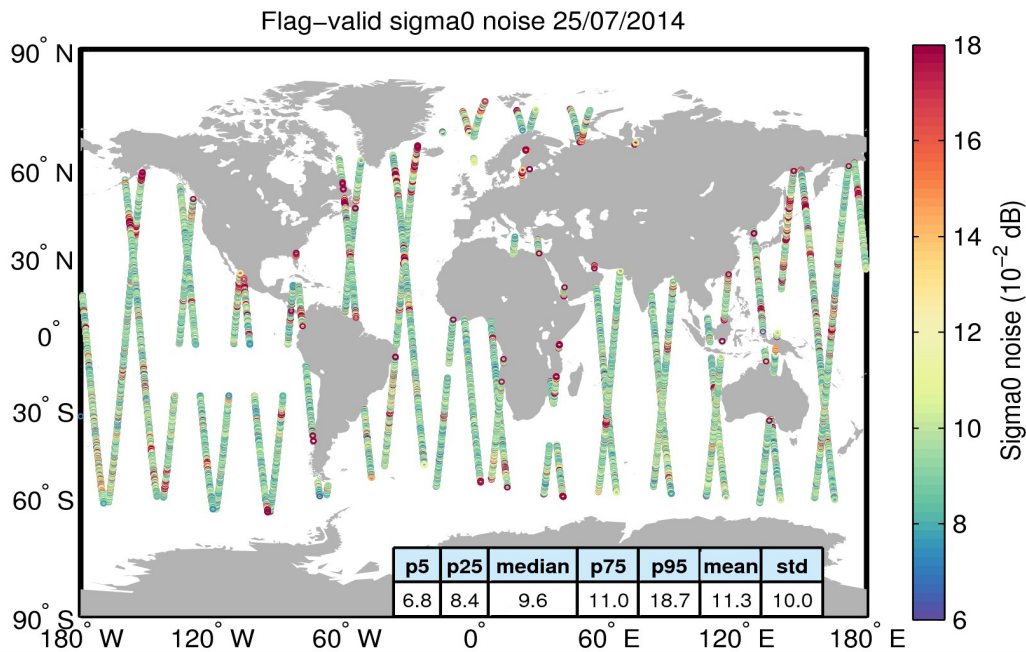 Flag−valid sigma0 noise 25/07/2014
90° N
60° N
30° N
0°
30° S
60° S
90° S
180° W
120° W
60° W
0°
60° E
120° E
180° E
p5 p25 median p75 p95 mean std
6.8 8.4 9.6 11.0 18.7 11.3 10.0
18
16
14
12
10
8
6
Sigma0 noise (10⁻² dB)